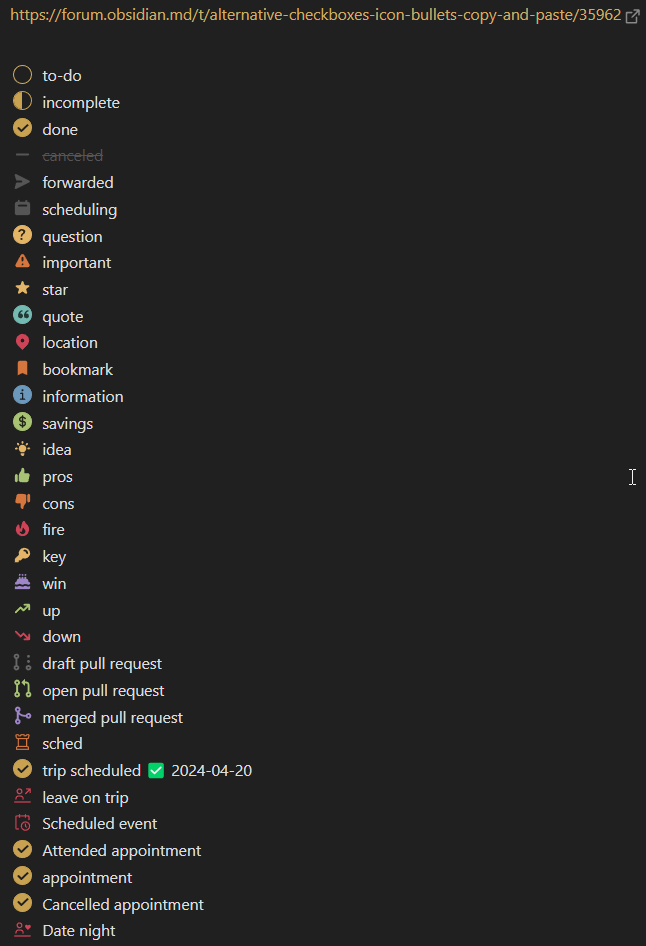 https://forum.obsidian.md/t/alternative-checkboxes-icon-bullets-copy-and-paste/35962
to-do
incomplete
done
canceled
forwarded
scheduling
question
important
star
quote
location
bookmark
information
savings
idea
pros
cons
fire
key
win
up
down
draft pull request
open pull request
merged pull request
sched
trip scheduled ✅ 2024-04-20
leave on trip
Scheduled event
Attended appointment
appointment
Cancelled appointment
Date night